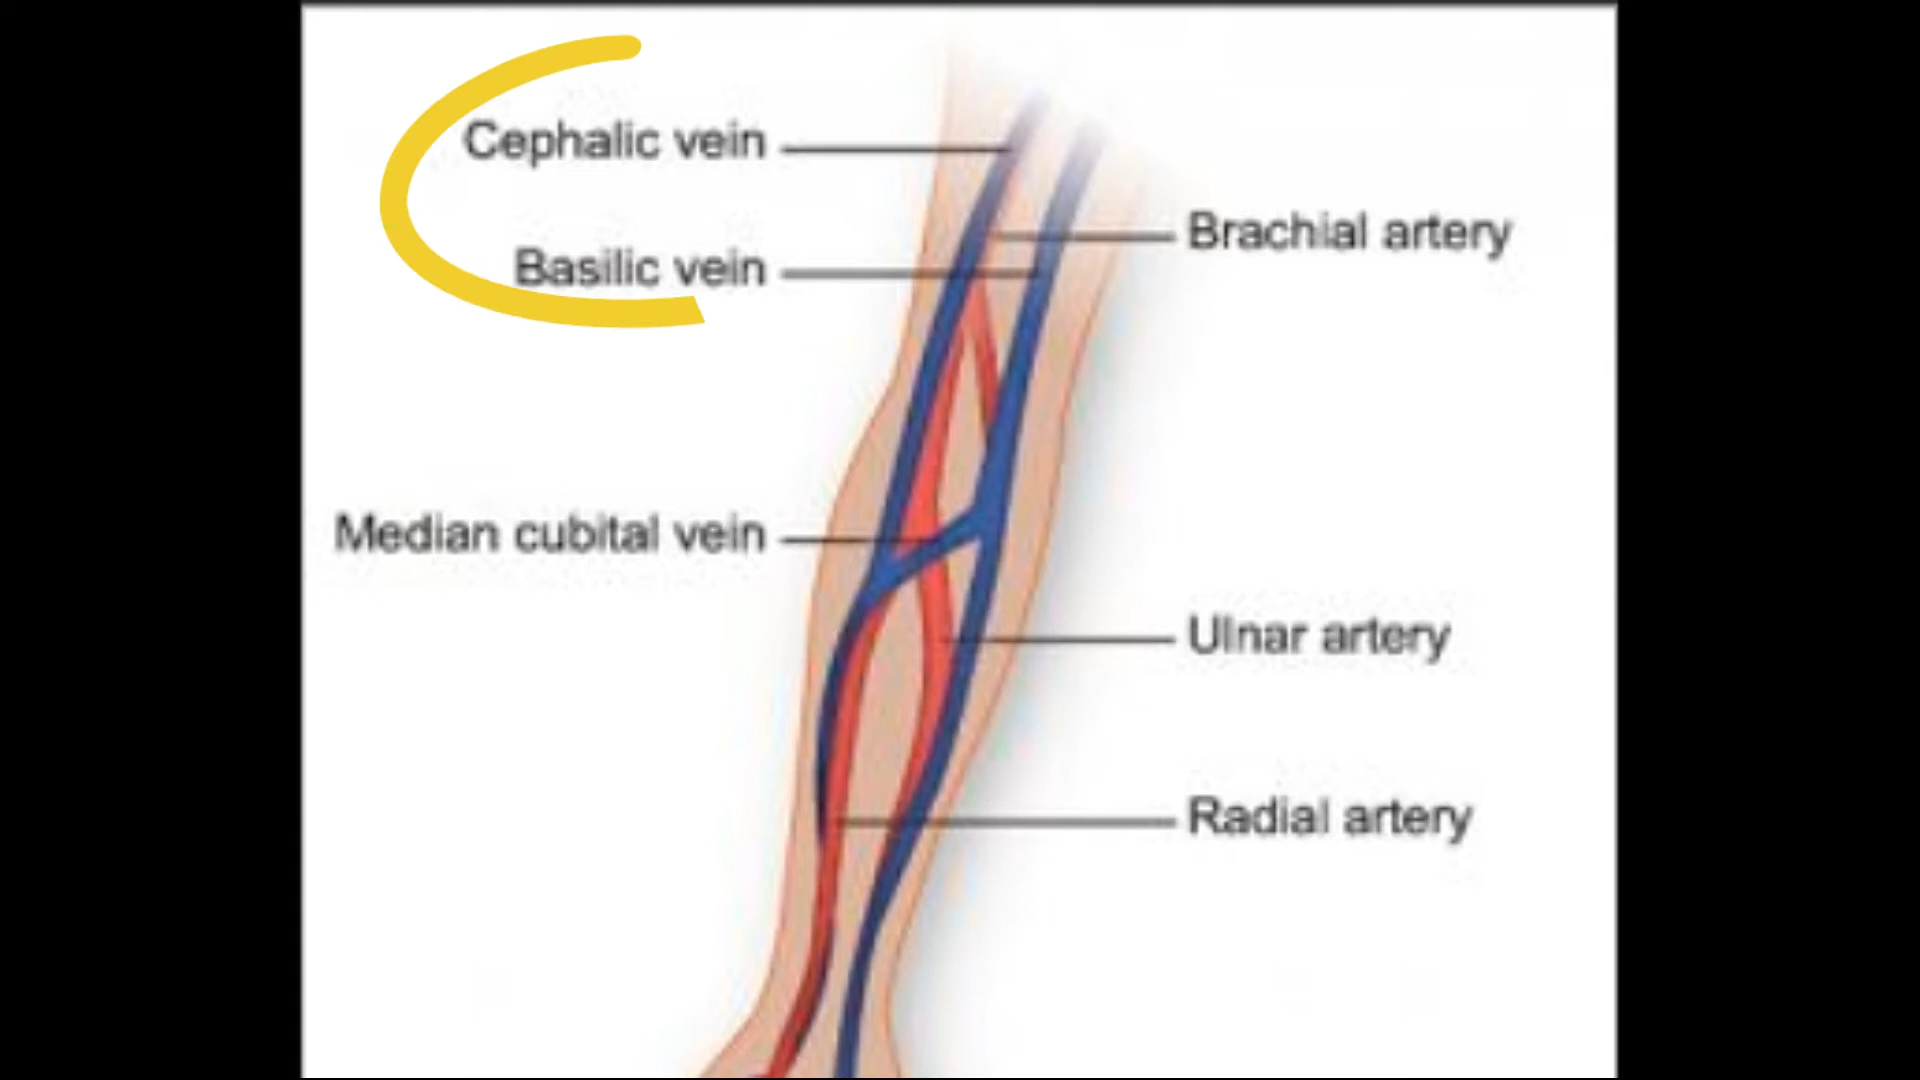 Cephalic vein
Brachial artery
Basilic vein
Median cubital vein
Ulnar artery
Radial artery